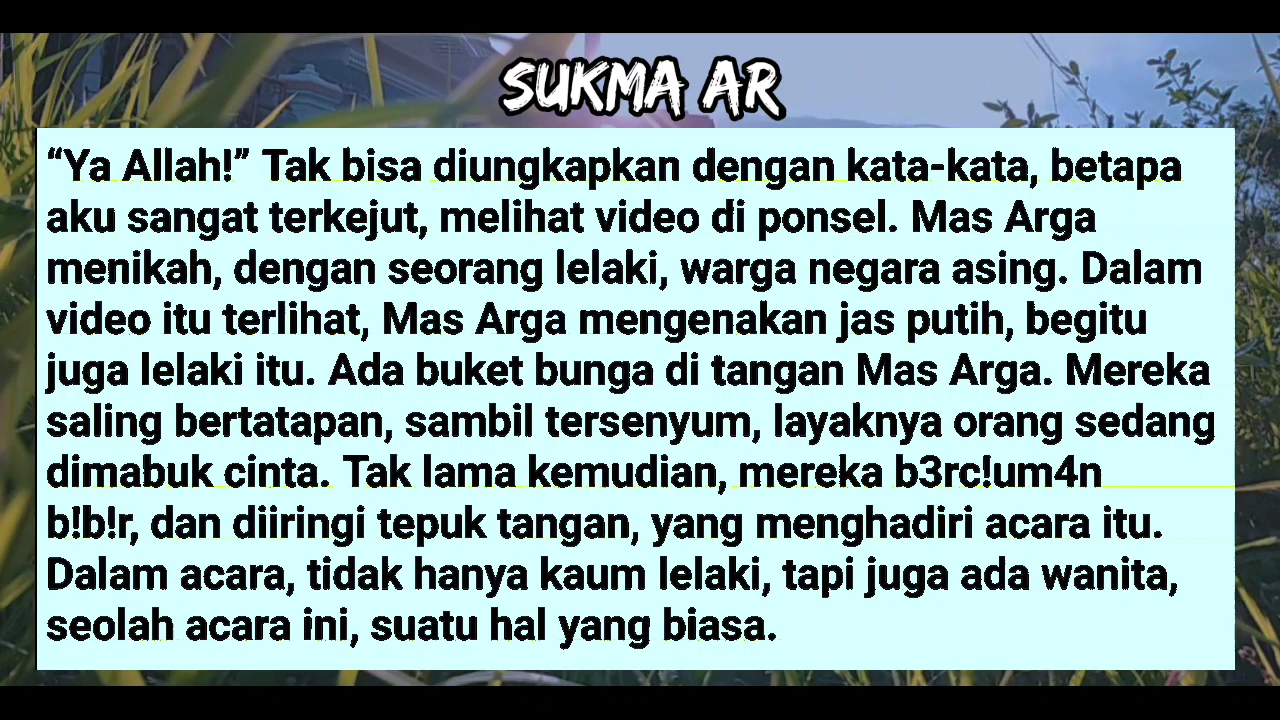 SUKMA AR
“Ya Allah!” Tak bisa diungkapkan dengan kata-kata, betapa
aku sangat terkejut, melihat video di ponsel. Mas Arga
menikah, dengan seorang lelaki, warga negara asing. Dalam
video itu terlihat, Mas Arga mengenakan jas putih, begitu
juga lelaki itu. Ada buket bunga di tangan Mas Arga. Mereka
saling bertatapan, sambil tersenyum, layaknya orang sedang
dimabuk cinta. Tak lama kemudian, mereka b3rc!um4n
b!b!r, dan diiringi tepuk tangan, yang menghadiri acara itu.
Dalam acara, tidak hanya kaum lelaki, tapi juga ada wanita,
seolah acara ini, suatu hal yang biasa.